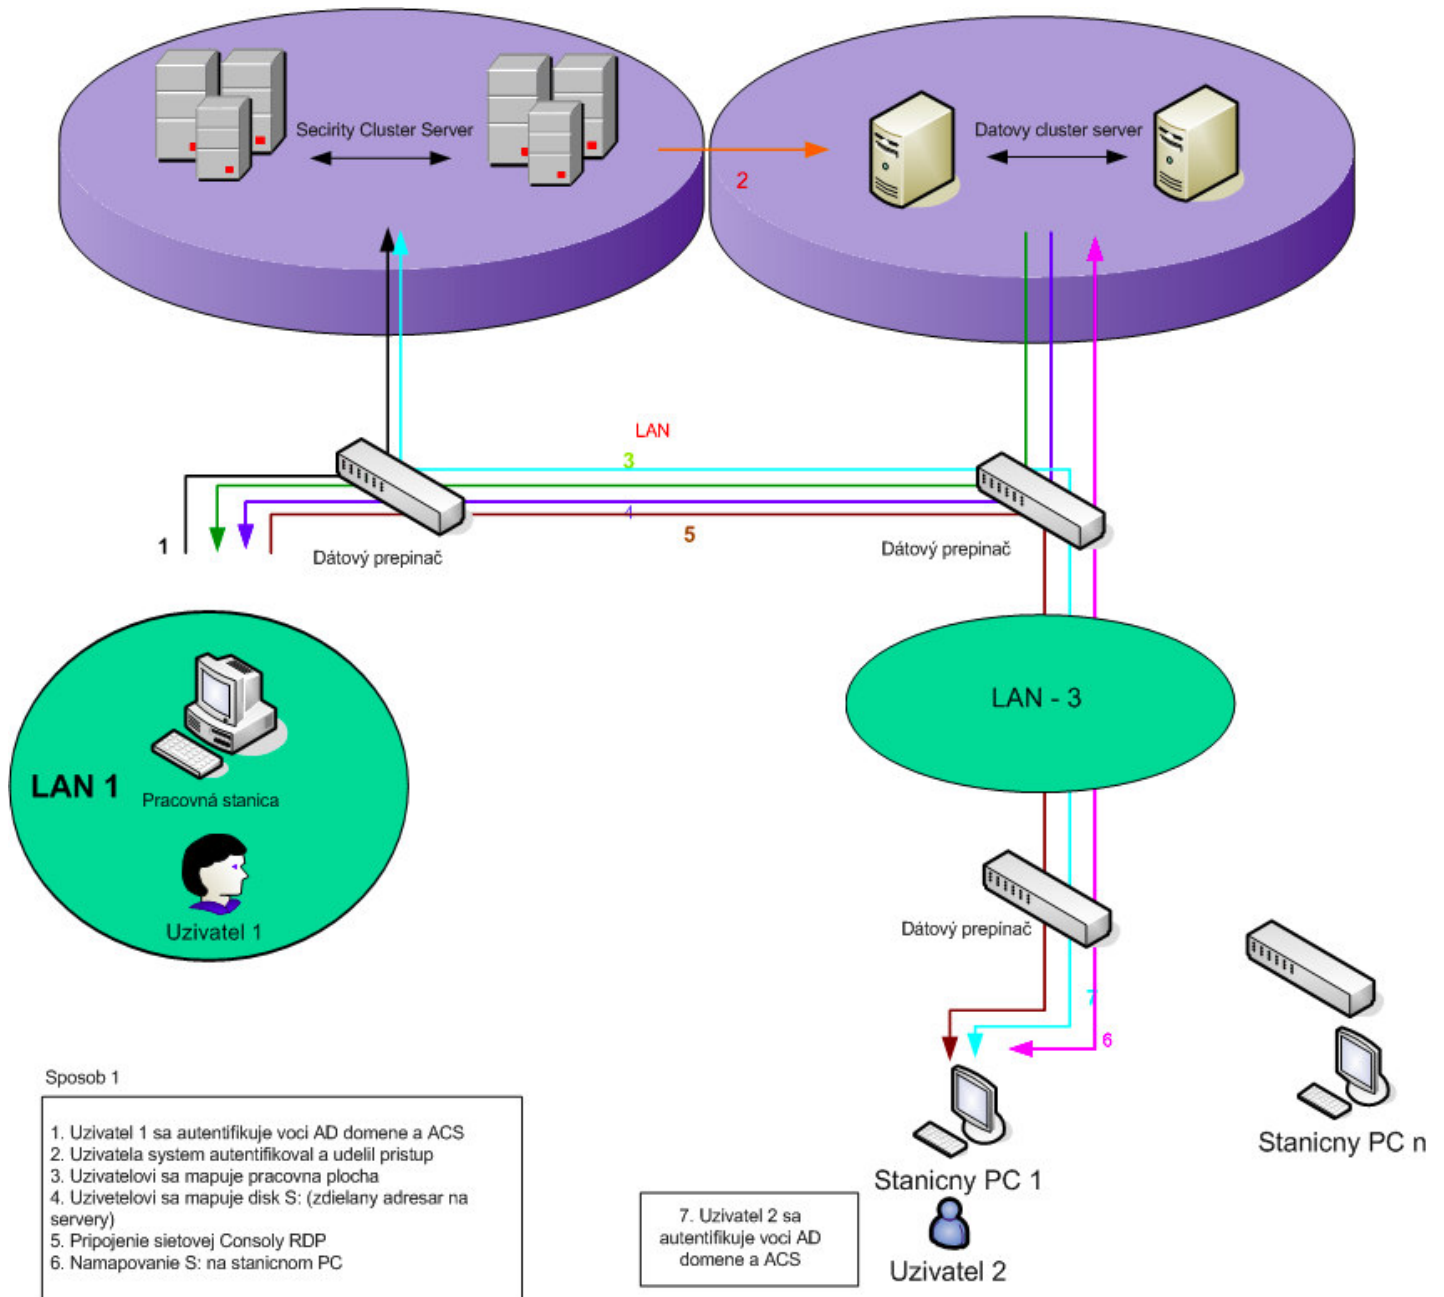 Secirity Cluster Server
Datovy cluster server
2
LAN
3
4
5
1
Dátový prepinač
Dátový prepinač
LAN - 3
LAN 1
Pracovná stanica
Uzivatel 1
Dátový prepínač
7
6
Stanicny PC n
Stanicny PC 1
Uzivatel 2
Sposob 1
1. Uzivatel 1 sa autentifikuje voci AD domene a ACS
2. Uzivatela system autentifikoval a udelil pristup
3. Uzivatelovi sa mapuje pracovna plocha
4. Uzivetelovi sa mapuje disk S: (zdielany adresar na
servery)
5. Pripojenie sietovej Consoly RDP
6. Namapovanie S: na stanicnom PC
7. Uzivatel 2 sa
autentifikuje voci AD
domene a ACS